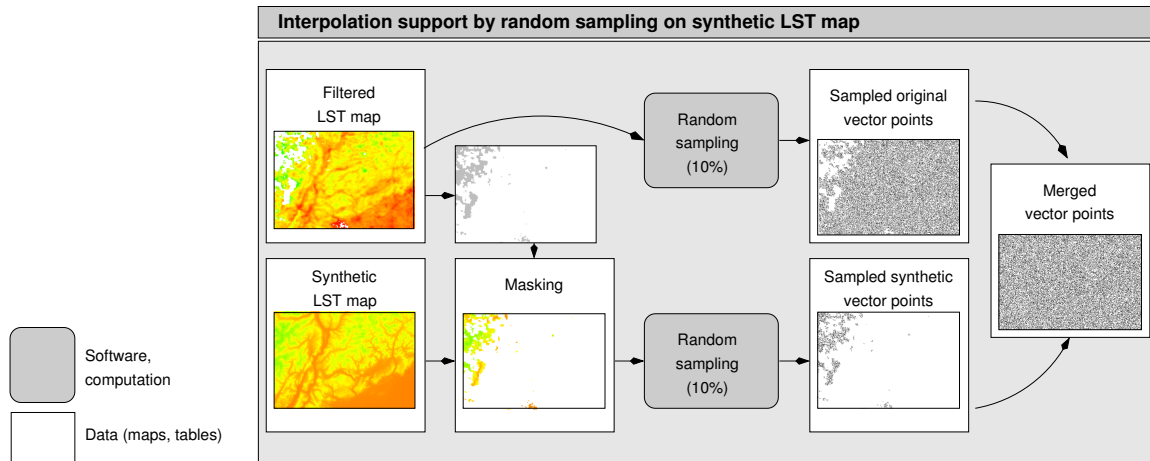 Interpolation support by random sampling on synthetic LST map
Filtered
LST map
Random
sampling
(10%)
Sampled original
vector points
Merged
vector points
Synthetic
LST map
Masking
Random
sampling
(10%)
Sampled synthetic
vector points
Software,
computation
Data (maps, tables)